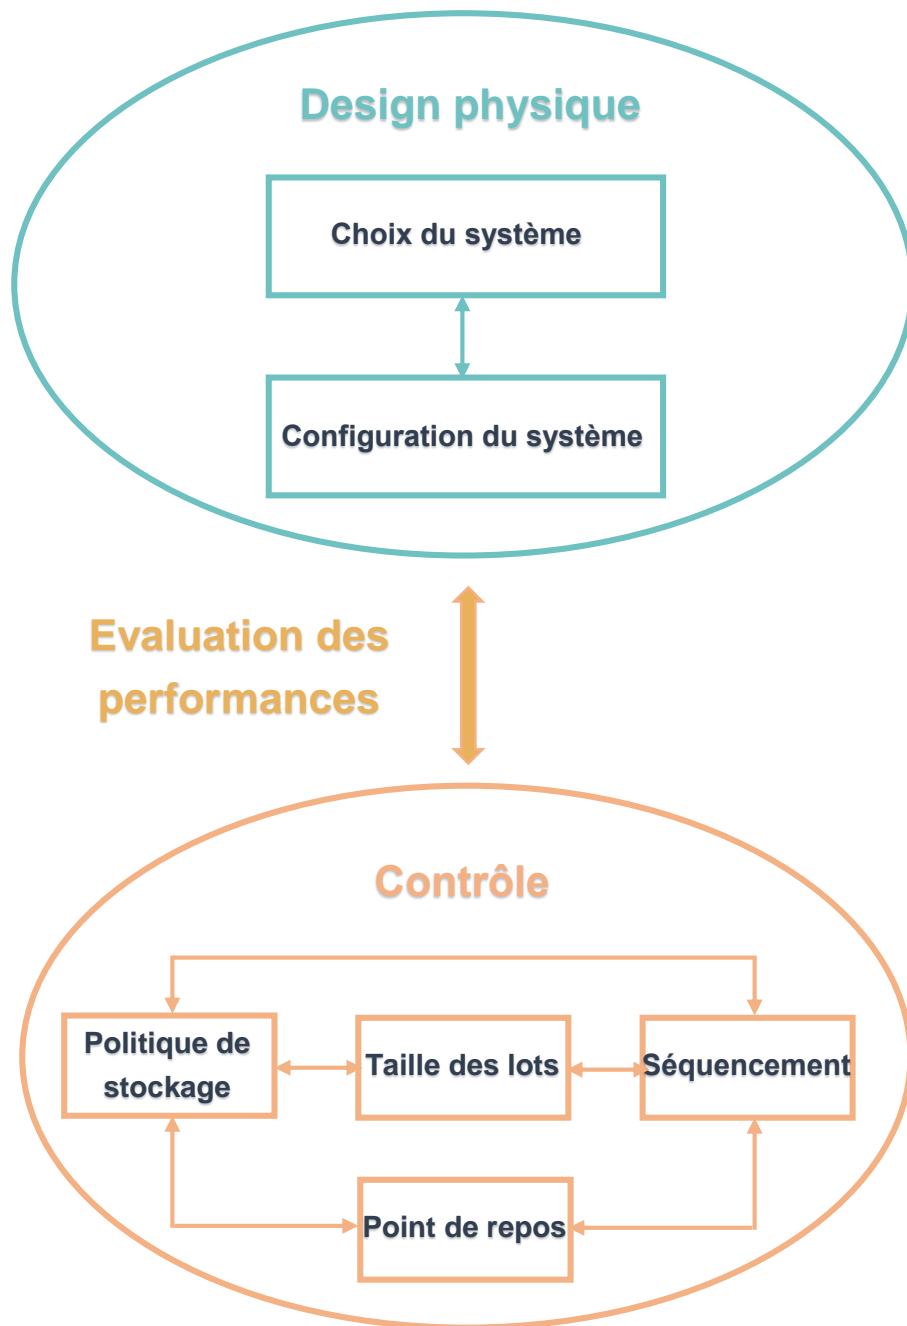 Design physique
Choix du système
Configuration du système
Evaluation des
performances
Contrôle
Politique de
stockage
Taille des lots
Séquencement
Point de repos